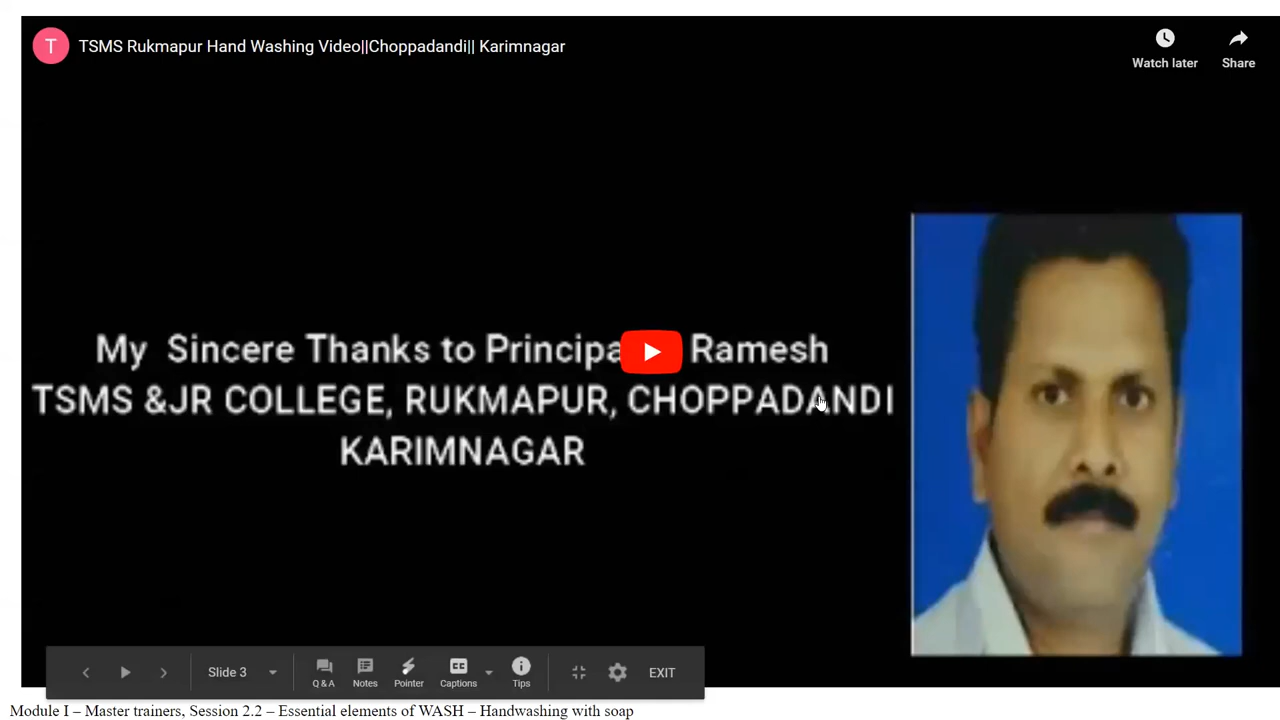 T
TSMS Rukmapur Hand Washing Video||Choppadandi|| Karimnagar
Watch later
Share
My Sincere Thanks to Ramesh
TSMS &JR COLLEGE, RUKMAPUR, CHOPPADANDI
KARIMNAGAR
Slide 3
Q & A
Notes
Pointer
CC
Captions
Tips
EXIT
Module I – Master trainers, Session 2.2 – Essential elements of WASH – Handwashing with soap